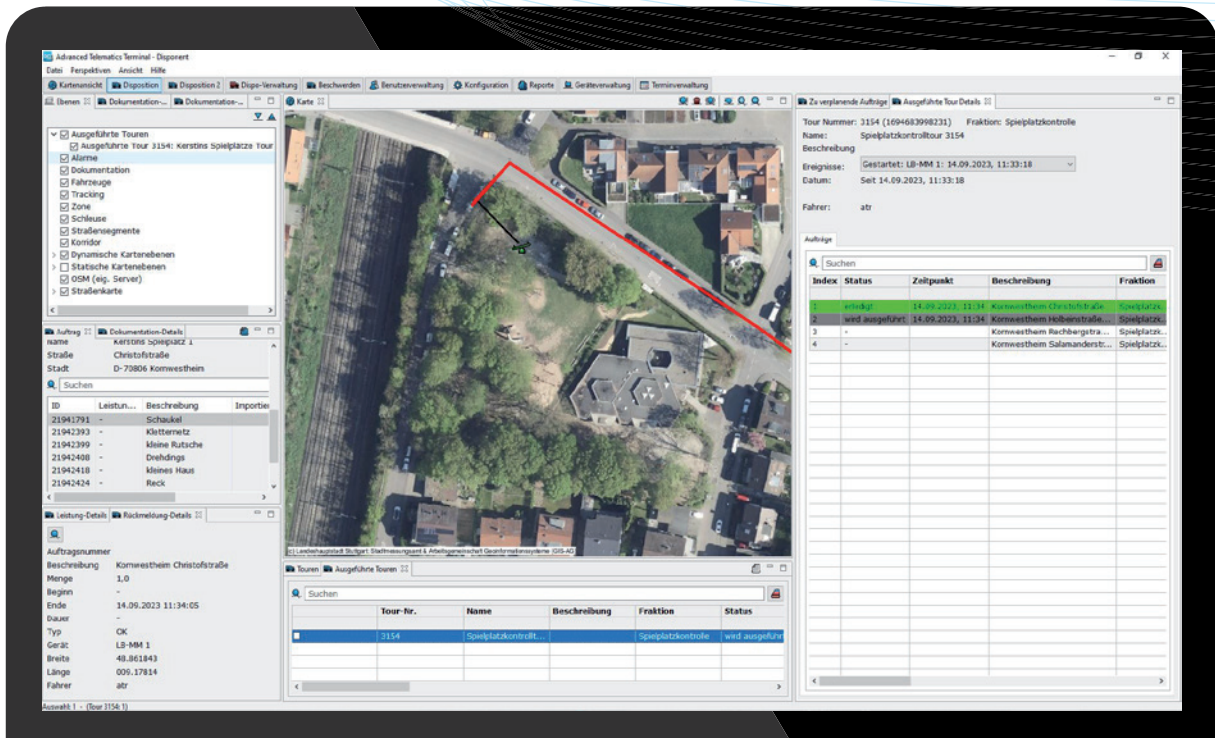 Advanced Telematics Terminal - Disponent
Datei Perspektiven Ansicht Hilfe
Kartenansicht Disposition Disposition 2 Dispo-Verwaltung Beschwerden Benutzerverwaltung Konfiguration Reporte Geräteverwaltung Terminverwaltung
Ebenen Dokumentation-... Dokumentation-...
Ausgeführte Touren
Ausgeführte Tour 3154: Kerstins Spielplätze Tour
Alarme
Dokumentation
Fahrzeuge
Tracking
Zone
Schleuse
Straßensegmente
Korridor
Dynamische Kartenebenen
Statische Kartenebenen
OSM (eig. Server)
Straßenkarte
Auftrag Dokumentation-Details
Name Kerstins Spielplatz 1
Straße Christofstraße
Stadt D-70806 Kornwestheim
Suchen
ID Leistun... Beschreibung Importie
21941791 - Schaukel
21942393 - Kletternetz
21942399 - kleine Rutsche
21942408 - Drehdings
21942418 - kleines Haus
21942424 - Reck
Leistung-Details Rückmeldung-Details
Auftragsnummer
Beschreibung Kornwestheim Christofstraße
Menge 1,0
Beginn -
Ende 14.09.2023 11:34:05
Dauer -
Typ OK
Gerät LB-MM 1
Breite 48.861843
Länge 009.17814
Fahrer atr
Auswahl: 1 - (Tour 3154: 1)
Karte
(c) Landeshauptstadt Stuttgart: Stadtmessungsamt & Arbeitsgemeinschaft Geoinformationssysteme (GIS-AG)
Touren Ausgeführte Touren
Suchen
Tour-Nr. Name Beschreibung Fraktion Status
3154 Spielplatzkontrollt... Spielplatzkontrolle wird ausgeführ
Zu verplanende Aufträge Ausgeführte Tour Details
Tour Nummer: 3154 (1694683998231) Fraktion: Spielplatzkontrolle
Name: Spielplatzkontrolltour 3154
Beschreibung
Ereignisse: Gestartet: LB-MM 1: 14.09.2023, 11:33:18
Datum: Seit 14.09.2023, 11:33:18
Fahrer: atr
Aufträge
Suchen
Index Status Zeitpunkt Beschreibung Fraktion
1 erledigt 14.09.2023, 11:34 Kornwestheim Christofstraße... Spielplatzk...
2 wird ausgeführt 14.09.2023, 11:34 Kornwestheim Holbeinstraße... Spielplatzk...
3 - Kornwestheim Rechbergstra... Spielplatzk...
4 - Kornwestheim Salamanderstr... Spielplatzk...